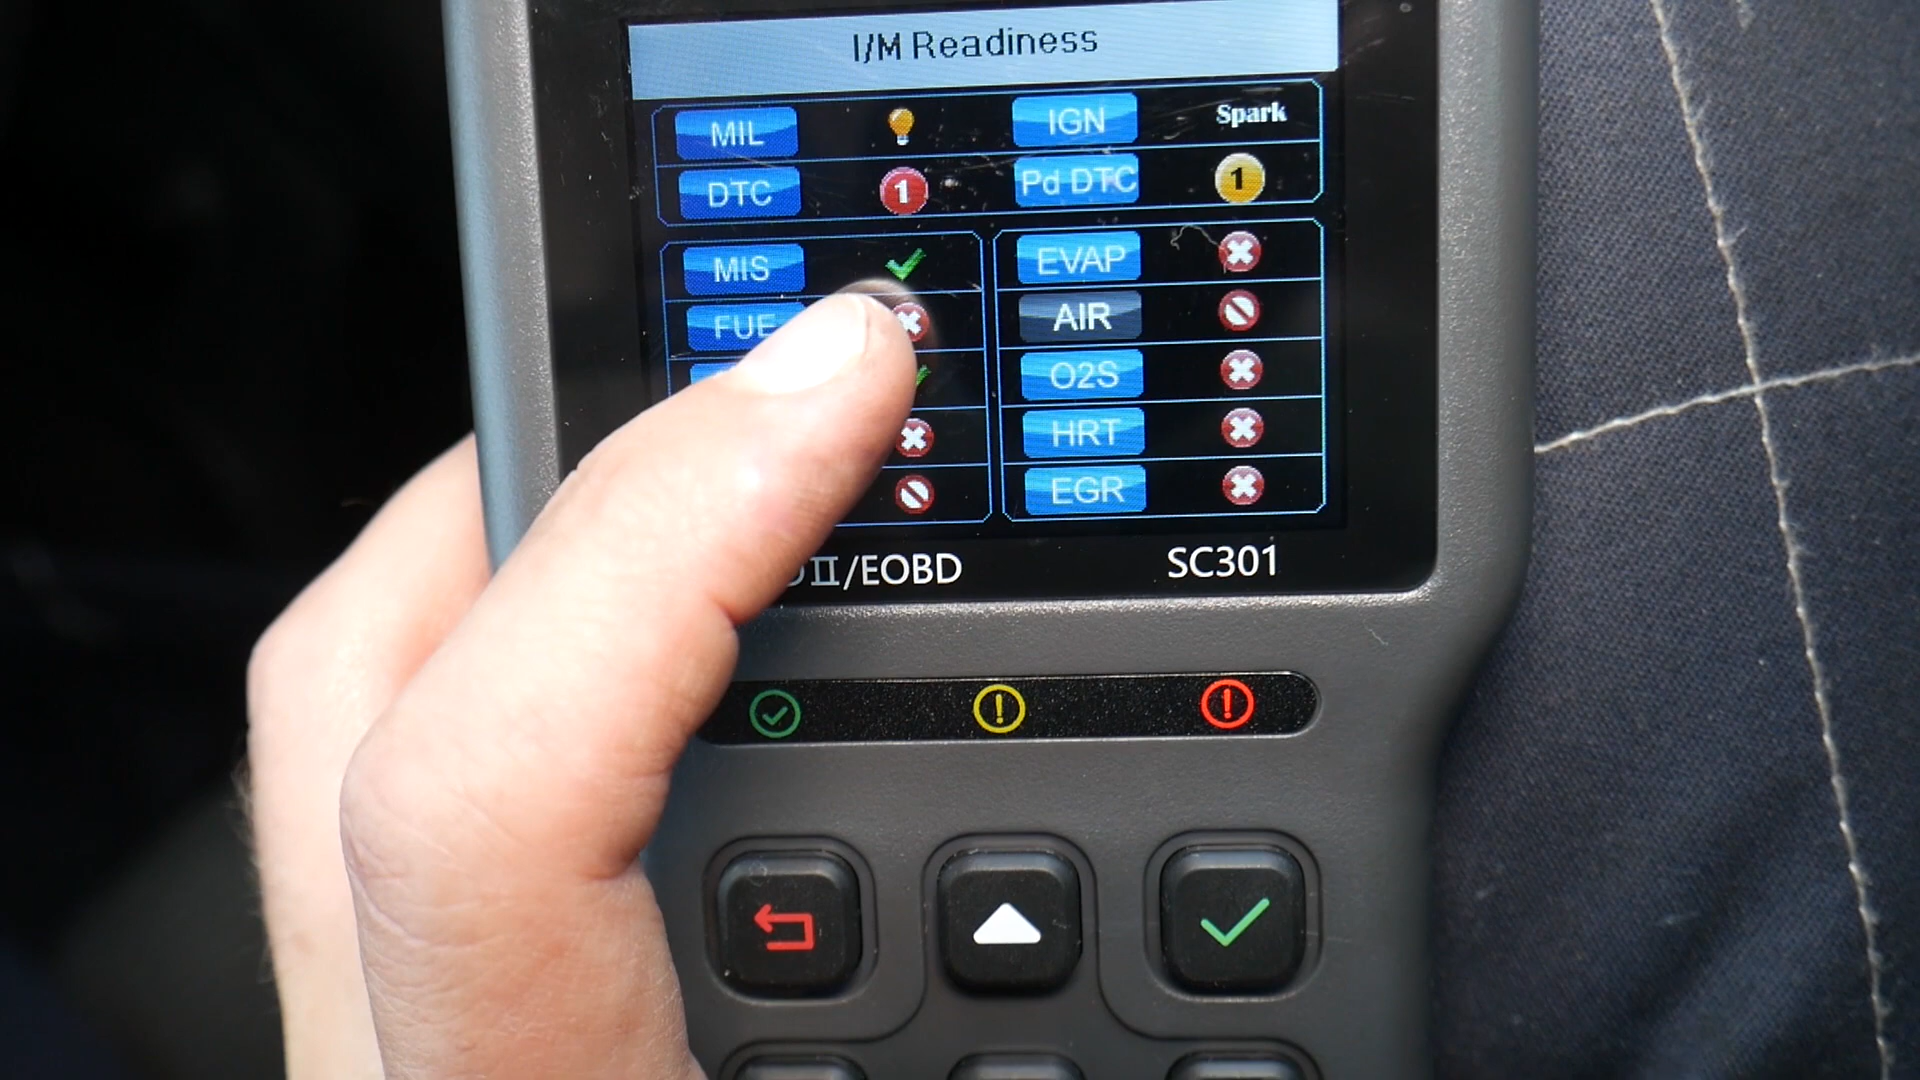 I/M Readiness
MIL IGN Spark
DTC 1 Pd DTC 1
MIS EVAP
FUE AIR
O2S
HRT
EGR
II/EOBD SC301